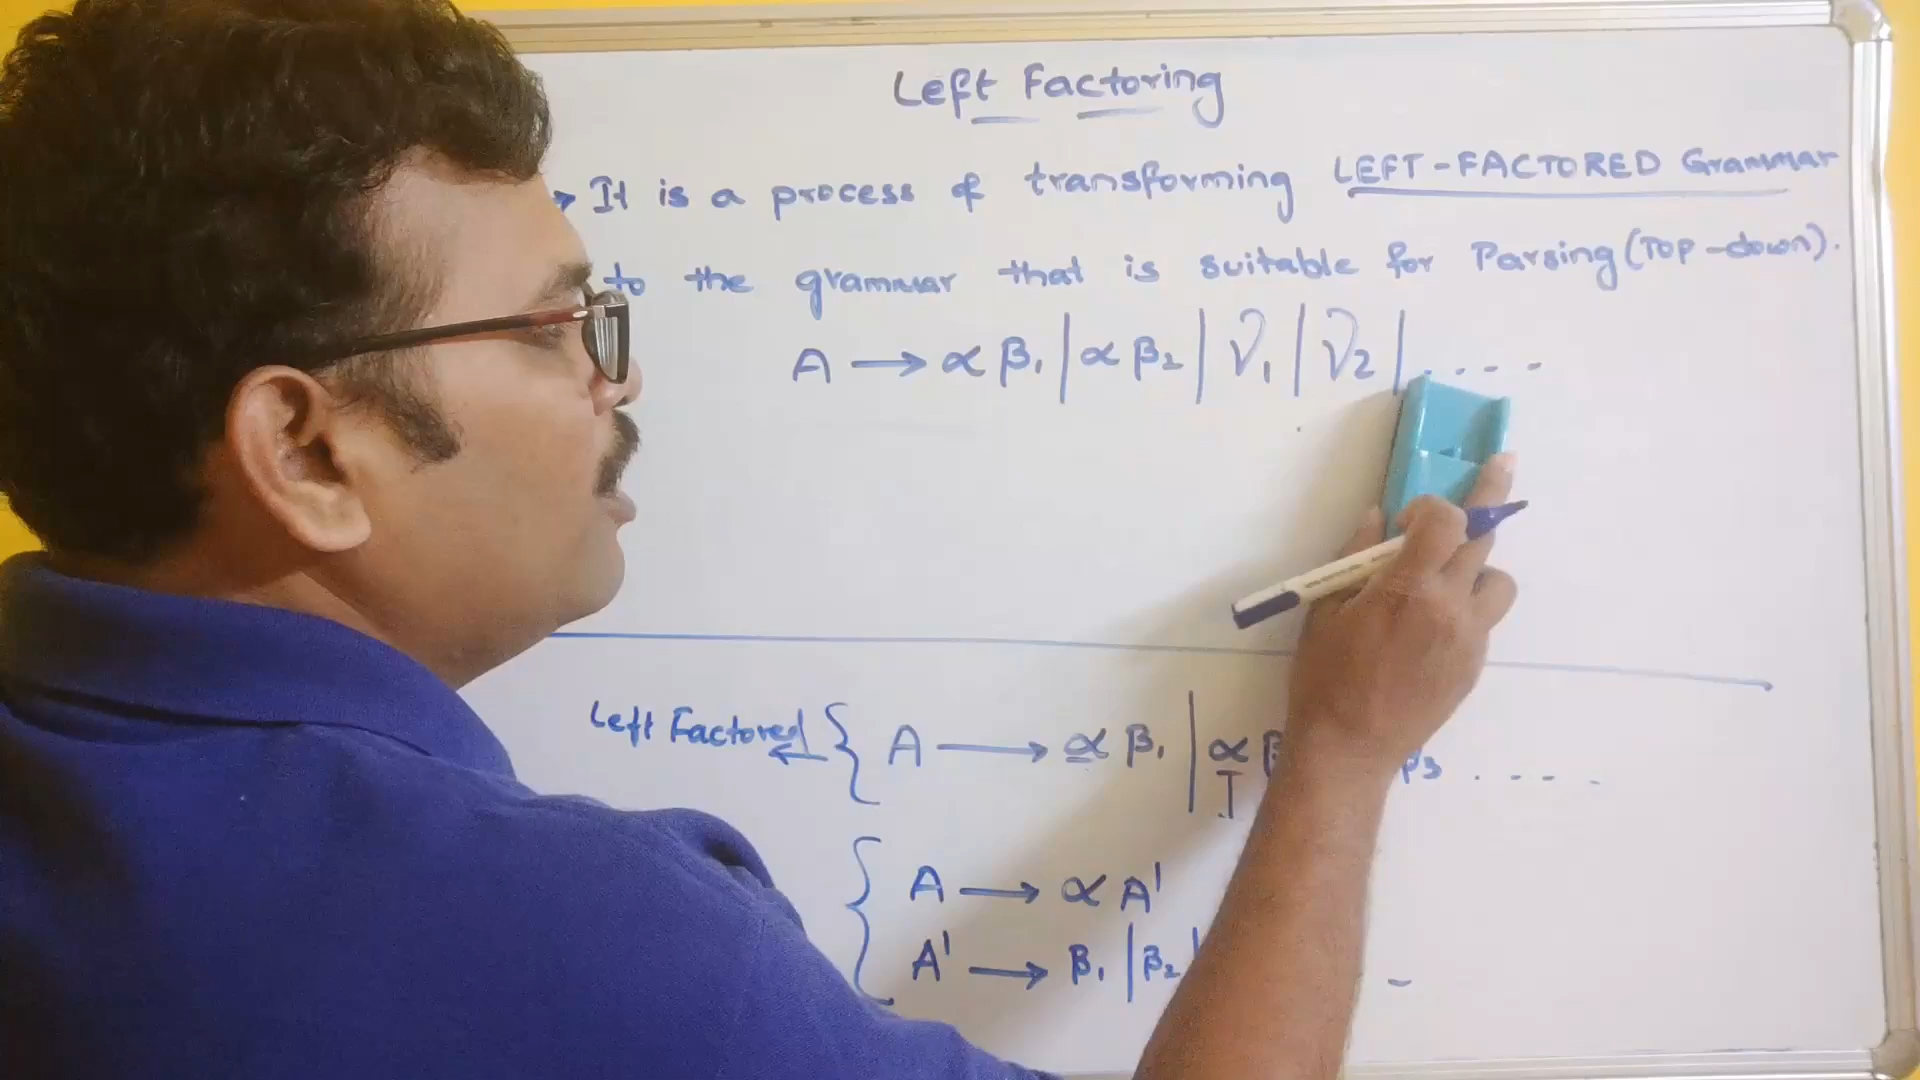 Left Factoring
It is a process of transforming LEFT-FACTORED Grammar
to the grammar that is suitable for Parsing (Top-down).
A → αβ₁ | αβ₂ | γ₁ | γ₂ | ....
Left Factored { A → αβ₁ | αβ ....
A → αA'
A' → β₁ | β₂ |